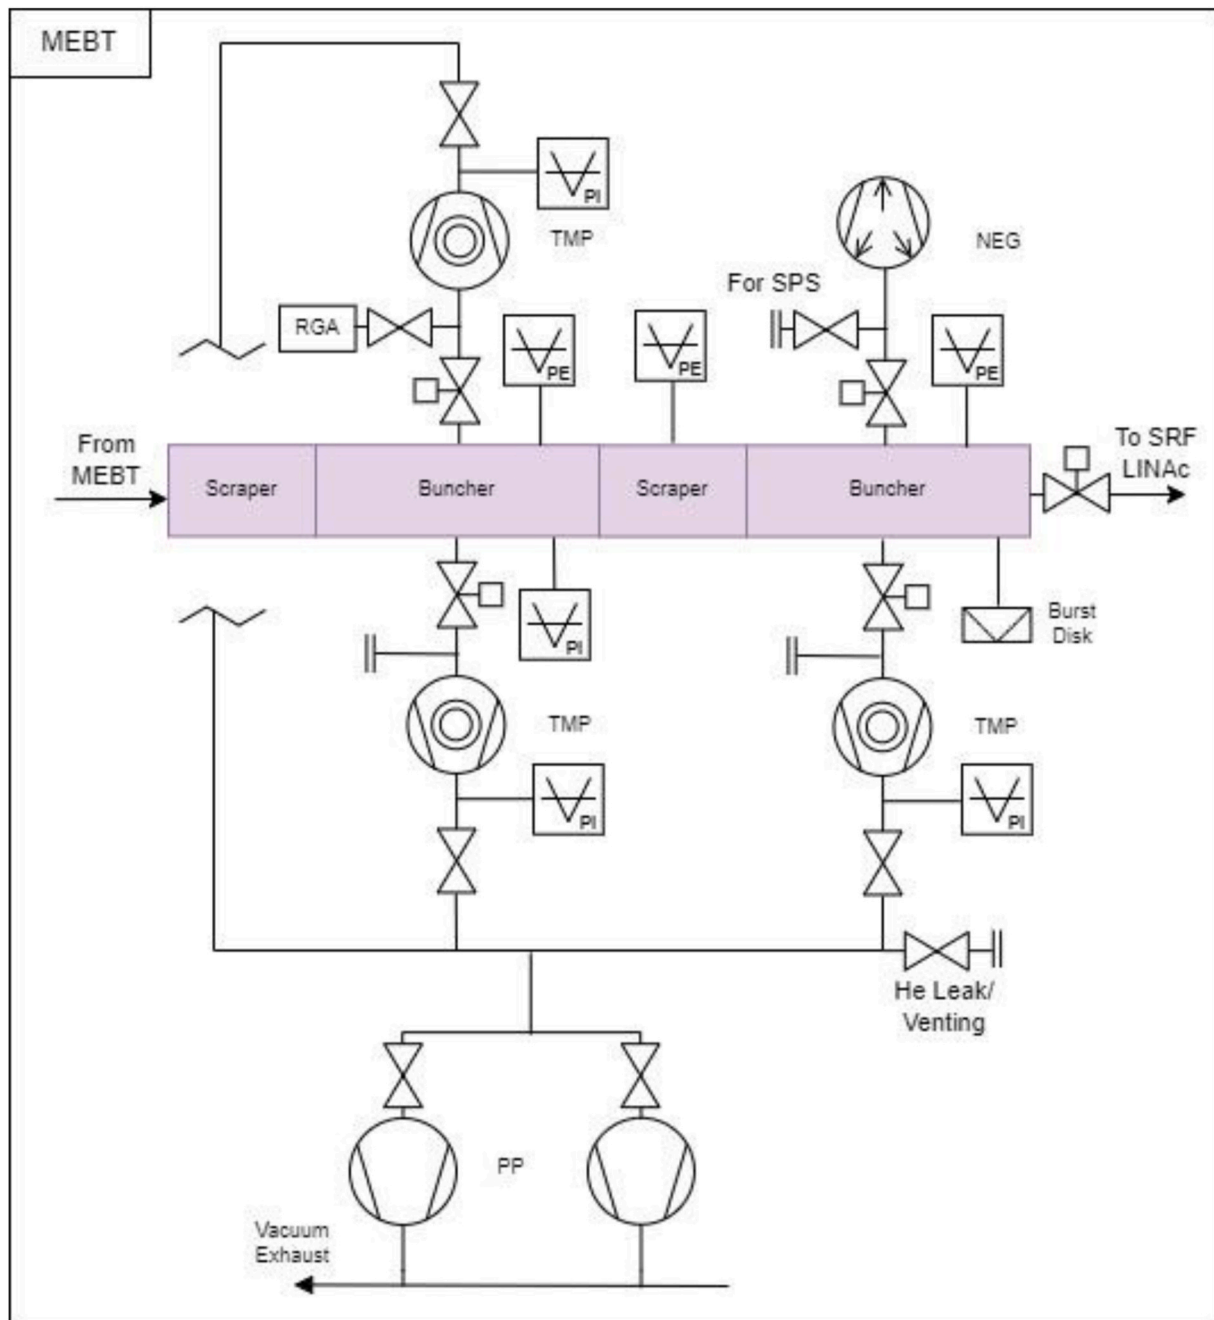 MEBT
PI
TMP
NEG
For SPS
RGA
PE
PE
PE
From
MEBT
To SRF
LINAc
Scraper
Buncher
Scraper
Buncher
PI
Burst
Disk
TMP
TMP
PI
PI
He Leak/
Venting
PP
Vacuum
Exhaust